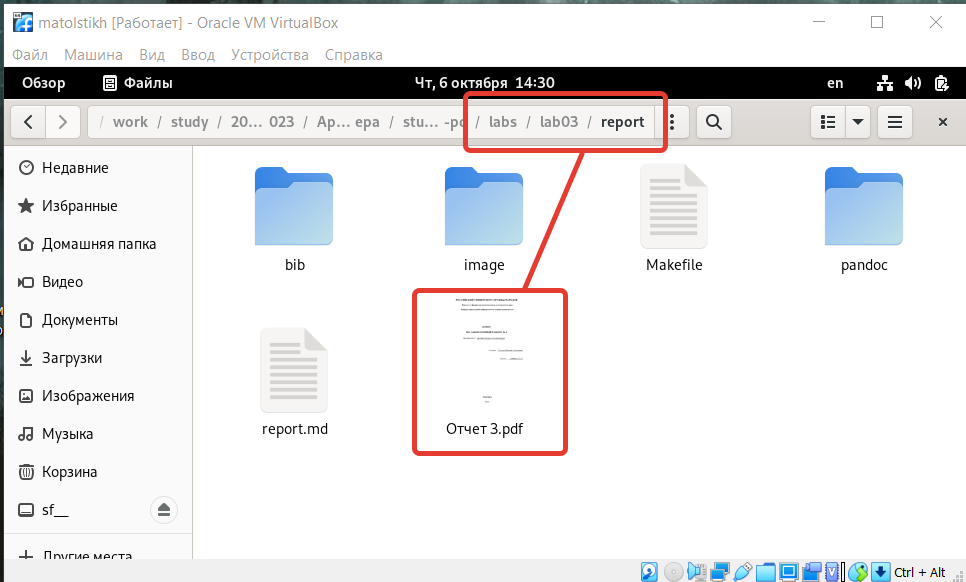 matolstikh [Работает] - Oracle VM VirtualBox
Файл Машина Вид Ввод Устройства Справка
Обзор Файлы Чт, 6 октября 14:30 en
/ work / study / 20… 023 / Ap… ера / stu… -pc / labs / lab03 / report
Недавние
Избранные
Домашняя папка
Видео
Документы
Загрузки
Изображения
Музыка
Корзина
sf__
Другие места
bib
image
Makefile
pandoc
report.md
Отчет 3.pdf
Ctrl + Alt